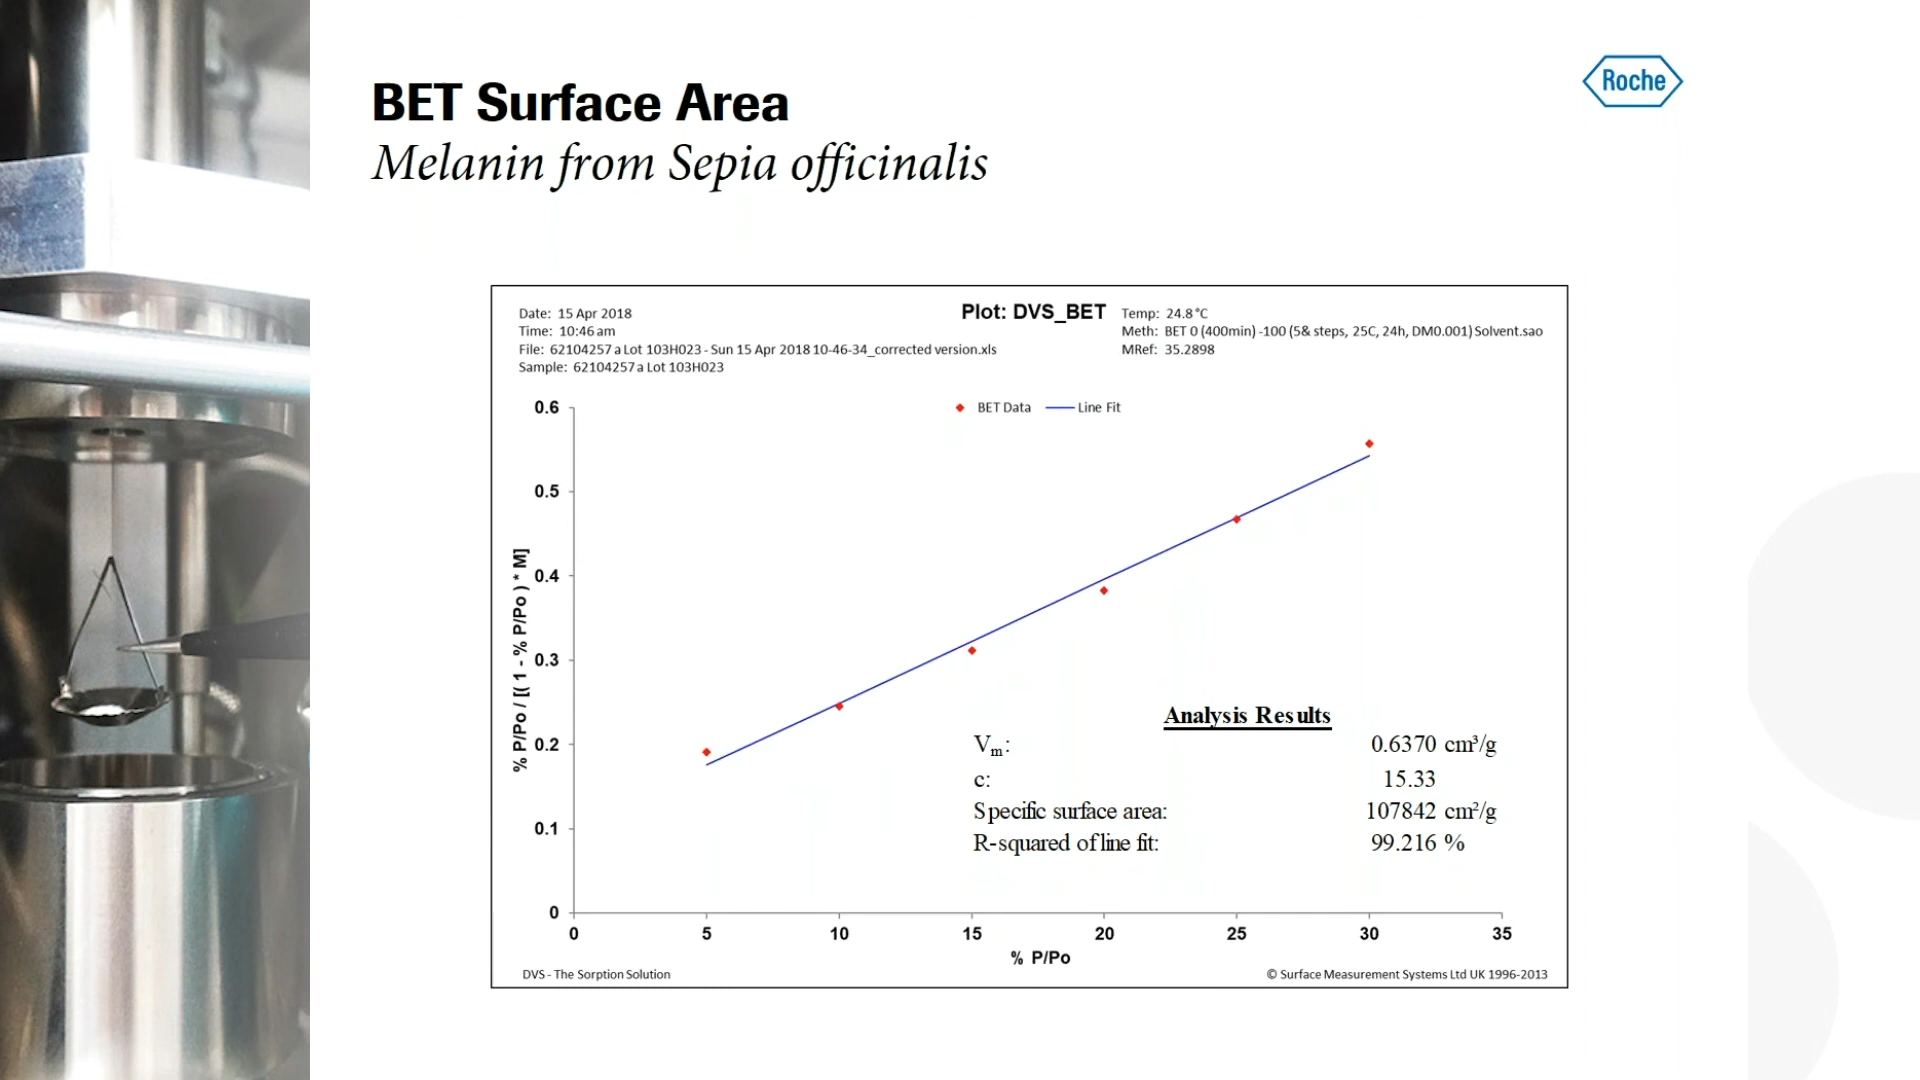 BET Surface Area
Roche
Melanin from Sepia officinalis
Date: 15 Apr 2018
Time: 10:46 am
File: 62104257 a Lot 103H023 - Sun 15 Apr 2018 10-46-34_corrected version.xls
Sample: 62104257 a Lot 103H023
Plot: DVS_BET
Temp: 24.8 °C
Meth: BET 0 (400min) -100 (5& steps, 25C, 24h, DM0.001) Solvent.sao
MRef: 35.2898
BET Data
Line Fit
% P/Po / [( 1 - % P/Po ) * M]
0.6
0.5
0.4
0.3
0.2
0.1
0
Analysis Results
Vm: 0.6370 cm³/g
c: 15.33
Specific surface area: 107842 cm²/g
R-squared of line fit: 99.216 %
0 5 10 15 20 25 30 35
% P/Po
DVS - The Sorption Solution
© Surface Measurement Systems Ltd UK 1996-2013